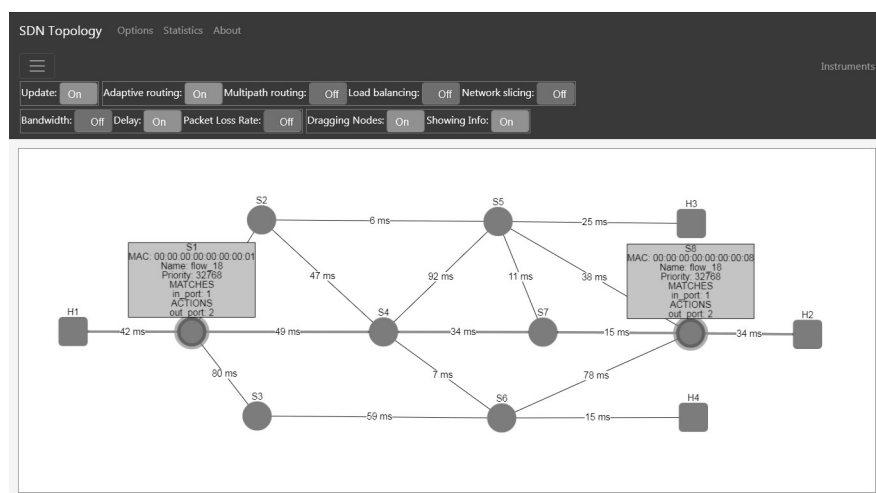 SDN Topology Options Statistics About
Instruments
Update: On Adaptive routing: On Multipath routing: Off Load balancing: Off Network slicing: Off
Bandwidth: Off Delay: On Packet Loss Rate: Off Dragging Nodes: On Showing Info: On
S2
S5
H3
6 ms
25 ms
S1
MAC: 00:00:00:00:00:00:00:01
Name: flow_18
Priority: 32768
MATCHES
in_port: 1
ACTIONS
out_port: 2
S8
MAC: 00:00:00:00:00:00:00:08
Name: flow_18
Priority: 32768
MATCHES
in_port: 1
ACTIONS
out_port: 2
47 ms
92 ms
11 ms
38 ms
H1
S4
S7
H2
42 ms
49 ms
34 ms
15 ms
34 ms
80 ms
7 ms
78 ms
S3
S6
H4
59 ms
15 ms